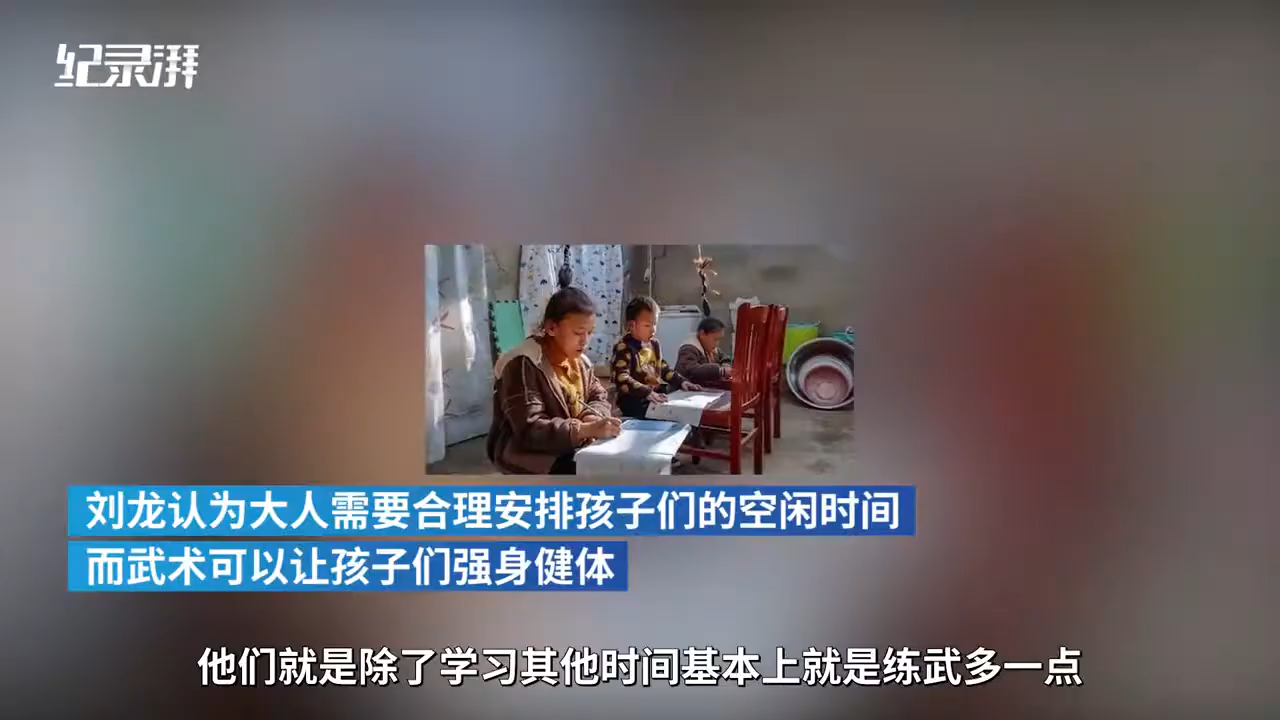 纪录湃
刘龙认为大人需要合理安排孩子们的空闲时间
而武术可以让孩子们强身健体
他们就是除了学习其他时间基本上就是练武多一点